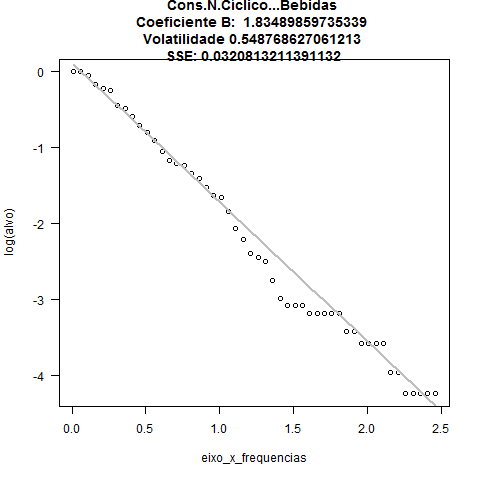 Cons.N.Ciclico...Bebidas
Coeficiente B:  1.83489859735339
Volatilidade 0.548768627061213
SSE: 0.0320813211391132
log(alvo)
0
-1
-2
-3
-4
0.0
0.5
1.0
1.5
2.0
2.5
eixo_x_frequencias